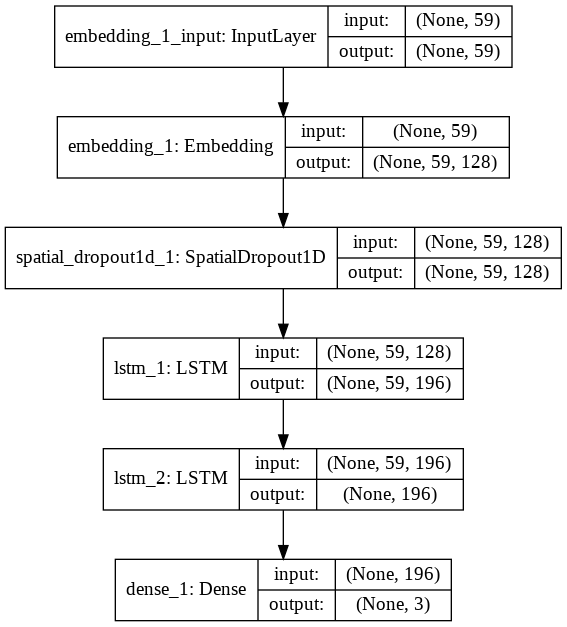 embedding_1_input: InputLayer
input: (None, 59)
output: (None, 59)
embedding_1: Embedding
input: (None, 59)
output: (None, 59, 128)
spatial_dropout1d_1: SpatialDropout1D
input: (None, 59, 128)
output: (None, 59, 128)
lstm_1: LSTM
input: (None, 59, 128)
output: (None, 59, 196)
lstm_2: LSTM
input: (None, 59, 196)
output: (None, 196)
dense_1: Dense
input: (None, 196)
output: (None, 3)